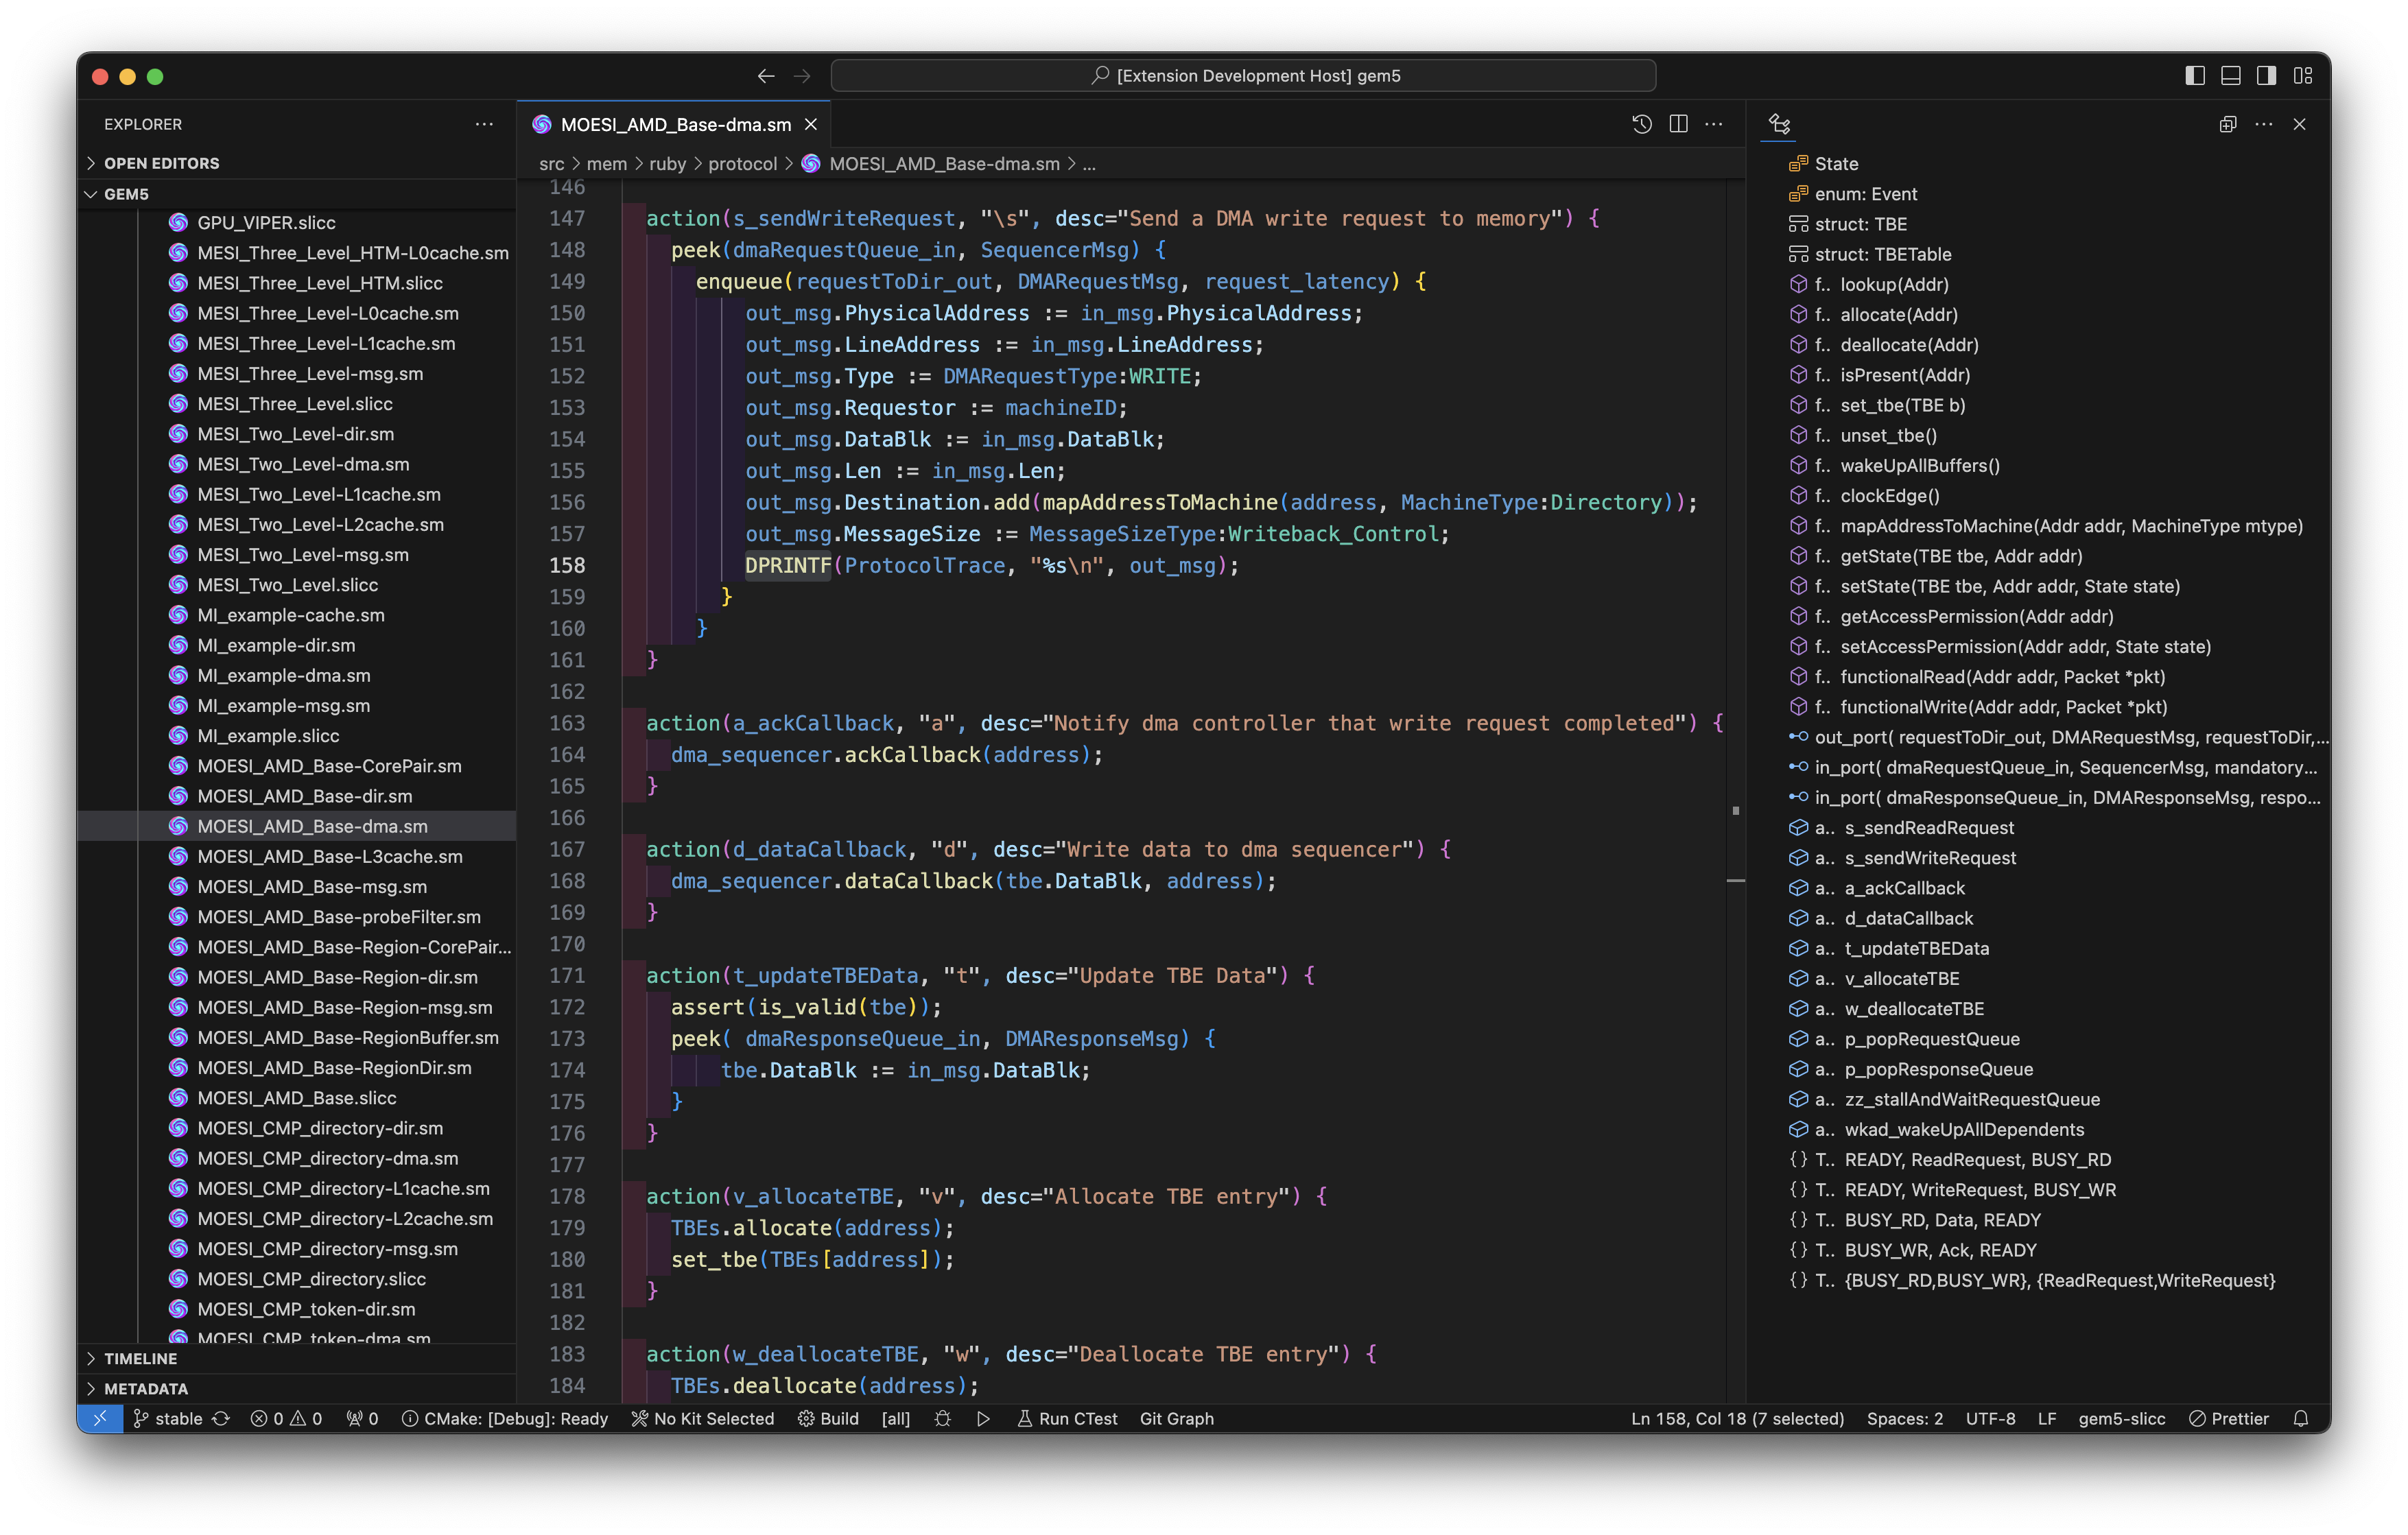 [Extension Development Host] gem5
EXPLORER
OPEN EDITORS
GEM5
GPU_VIPER.slicc
MESI_Three_Level_HTM-L0cache.sm
MESI_Three_Level_HTM.slicc
MESI_Three_Level-L0cache.sm
MESI_Three_Level-L1cache.sm
MESI_Three_Level-msg.sm
MESI_Three_Level.slicc
MESI_Two_Level-dir.sm
MESI_Two_Level-dma.sm
MESI_Two_Level-L1cache.sm
MESI_Two_Level-L2cache.sm
MESI_Two_Level-msg.sm
MESI_Two_Level.slicc
MI_example-cache.sm
MI_example-dir.sm
MI_example-dma.sm
MI_example-msg.sm
MI_example.slicc
MOESI_AMD_Base-CorePair.sm
MOESI_AMD_Base-dir.sm
MOESI_AMD_Base-dma.sm
MOESI_AMD_Base-L3cache.sm
MOESI_AMD_Base-msg.sm
MOESI_AMD_Base-probeFilter.sm
MOESI_AMD_Base-Region-CorePair...
MOESI_AMD_Base-Region-dir.sm
MOESI_AMD_Base-Region-msg.sm
MOESI_AMD_Base-RegionBuffer.sm
MOESI_AMD_Base-RegionDir.sm
MOESI_AMD_Base.slicc
MOESI_CMP_directory-dir.sm
MOESI_CMP_directory-dma.sm
MOESI_CMP_directory-L1cache.sm
MOESI_CMP_directory-L2cache.sm
MOESI_CMP_directory-msg.sm
MOESI_CMP_directory.slicc
MOESI_CMP_token-dir.sm
MOESI_CMP_token-dma.sm
TIMELINE
METADATA
MOESI_AMD_Base-dma.sm
src > mem > ruby > protocol > MOESI_AMD_Base-dma.sm > ...
146
147 action(s_sendWriteRequest, "\s", desc="Send a DMA write request to memory") {
148 peek(dmaRequestQueue_in, SequencerMsg) {
149 enqueue(requestToDir_out, DMARequestMsg, request_latency) {
150 out_msg.PhysicalAddress := in_msg.PhysicalAddress;
151 out_msg.LineAddress := in_msg.LineAddress;
152 out_msg.Type := DMARequestType:WRITE;
153 out_msg.Requestor := machineID;
154 out_msg.DataBlk := in_msg.DataBlk;
155 out_msg.Len := in_msg.Len;
156 out_msg.Destination.add(mapAddressToMachine(address, MachineType:Directory));
157 out_msg.MessageSize := MessageSizeType:Writeback_Control;
158 DPRINTF(ProtocolTrace, "%s\n", out_msg);
159 }
160 }
161 }
162
163 action(a_ackCallback, "a", desc="Notify dma controller that write request completed") {
164 dma_sequencer.ackCallback(address);
165 }
166
167 action(d_dataCallback, "d", desc="Write data to dma sequencer") {
168 dma_sequencer.dataCallback(tbe.DataBlk, address);
169 }
170
171 action(t_updateTBEData, "t", desc="Update TBE Data") {
172 assert(is_valid(tbe));
173 peek( dmaResponseQueue_in, DMAResponseMsg) {
174 tbe.DataBlk := in_msg.DataBlk;
175 }
176 }
177
178 action(v_allocateTBE, "v", desc="Allocate TBE entry") {
179 TBEs.allocate(address);
180 set_tbe(TBEs[address]);
181 }
182
183 action(w_deallocateTBE, "w", desc="Deallocate TBE entry") {
184 TBEs.deallocate(address);
State
enum: Event
struct: TBE
struct: TBETable
f.. lookup(Addr)
f.. allocate(Addr)
f.. deallocate(Addr)
f.. isPresent(Addr)
f.. set_tbe(TBE b)
f.. unset_tbe()
f.. wakeUpAllBuffers()
f.. clockEdge()
f.. mapAddressToMachine(Addr addr, MachineType mtype)
f.. getState(TBE tbe, Addr addr)
f.. setState(TBE tbe, Addr addr, State state)
f.. getAccessPermission(Addr addr)
f.. setAccessPermission(Addr addr, State state)
f.. functionalRead(Addr addr, Packet *pkt)
f.. functionalWrite(Addr addr, Packet *pkt)
out_port( requestToDir_out, DMARequestMsg, requestToDir,...
in_port( dmaRequestQueue_in, SequencerMsg, mandatory...
in_port( dmaResponseQueue_in, DMAResponseMsg, respo...
a.. s_sendReadRequest
a.. s_sendWriteRequest
a.. a_ackCallback
a.. d_dataCallback
a.. t_updateTBEData
a.. v_allocateTBE
a.. w_deallocateTBE
a.. p_popRequestQueue
a.. p_popResponseQueue
a.. zz_stallAndWaitRequestQueue
a.. wkad_wakeUpAllDependents
{} T.. READY, ReadRequest, BUSY_RD
{} T.. READY, WriteRequest, BUSY_WR
{} T.. BUSY_RD, Data, READY
{} T.. BUSY_WR, Ack, READY
{} T.. {BUSY_RD,BUSY_WR}, {ReadRequest,WriteRequest}
stable 0 0 0 CMake: [Debug]: Ready No Kit Selected Build [all] Run CTest Git Graph Ln 158, Col 18 (7 selected) Spaces: 2 UTF-8 LF gem5-slicc Prettier